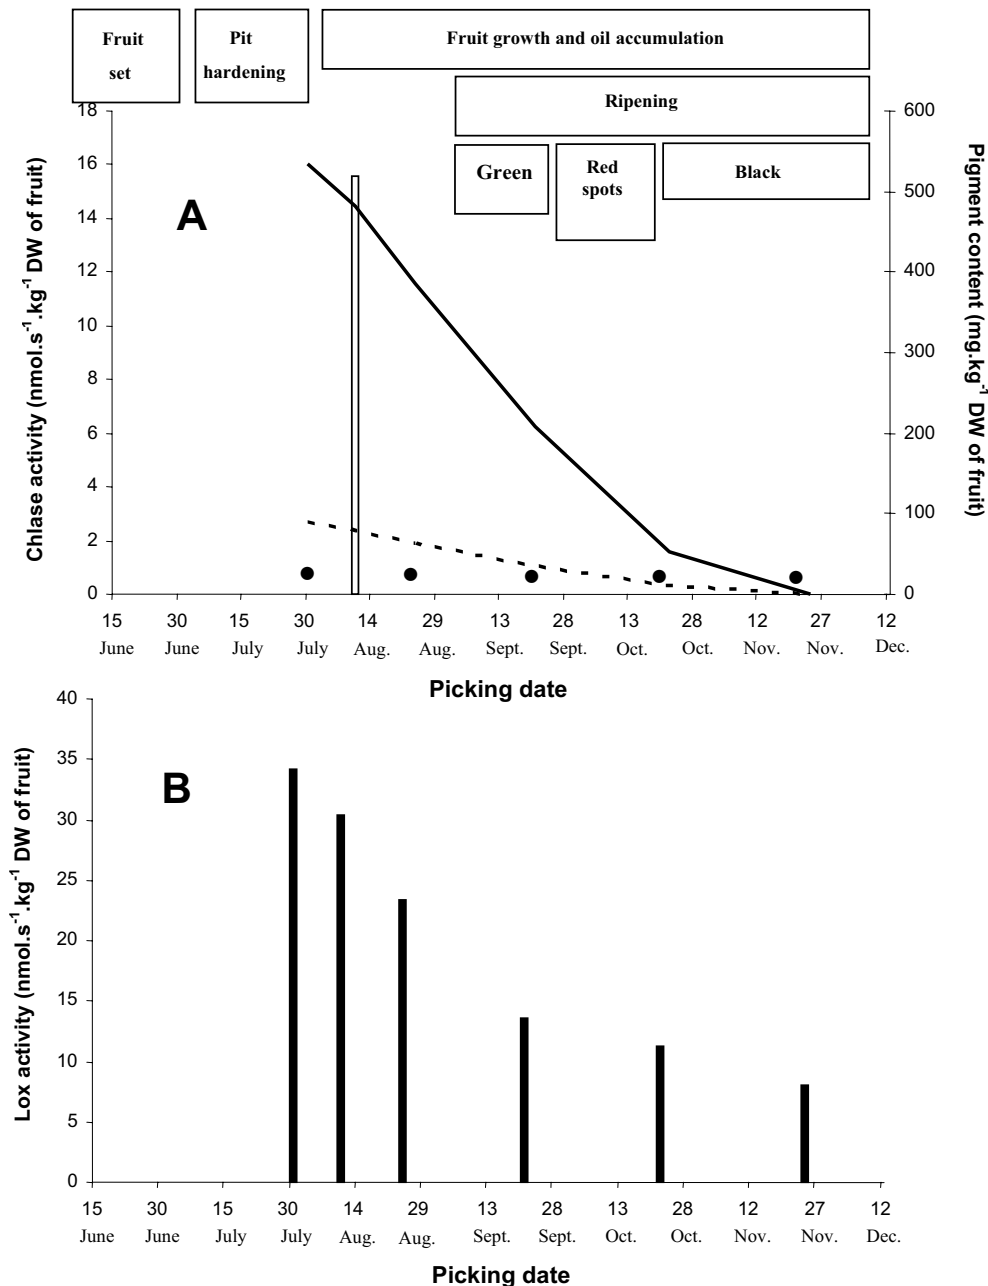 Fruit
set
Pit
hardening
Fruit growth and oil accumulation
Ripening
Green
Red
spots
Black
A
Chlase activity (nmol.s-1.kg-1 DW of fruit)
18
16
14
12
10
8
6
4
2
0
600
500
400
300
200
100
0
Pigment content (mg.kg-1 DW of fruit)
15 30 15 30 14 29 13 28 13 28 12 27 12
June June July July Aug. Aug. Sept. Sept. Oct. Oct. Nov. Nov. Dec.
Picking date
B
Lox activity (nmol.s-1.kg-1 DW of fruit)
40
35
30
25
20
15
10
5
0
15 30 15 30 14 29 13 28 13 28 12 27 12
June June July July Aug. Aug. Sept. Sept. Oct. Oct. Nov. Nov. Dec.
Picking date